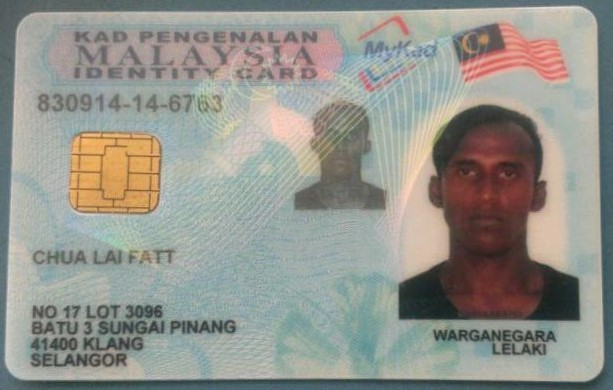 KAD PENGENALAN
MALAYSIA
IDENTITY CARD
MyKad
830914-14-6763
CHUA LAI FATT
NO 17 LOT 3096
BATU 3 SUNGAI PINANG
41400 KLANG
SELANGOR
WARGANEGARA
LELAKI